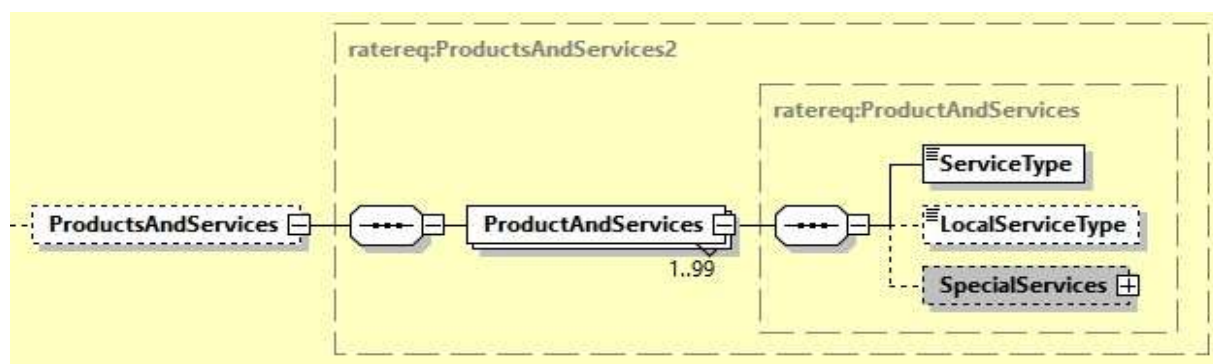 ratereq:ProductsAndServices2
ratereq:ProductAndServices
ServiceType
ProductsAndServices
ProductAndServices
LocalServiceType
1..99
SpecialServices